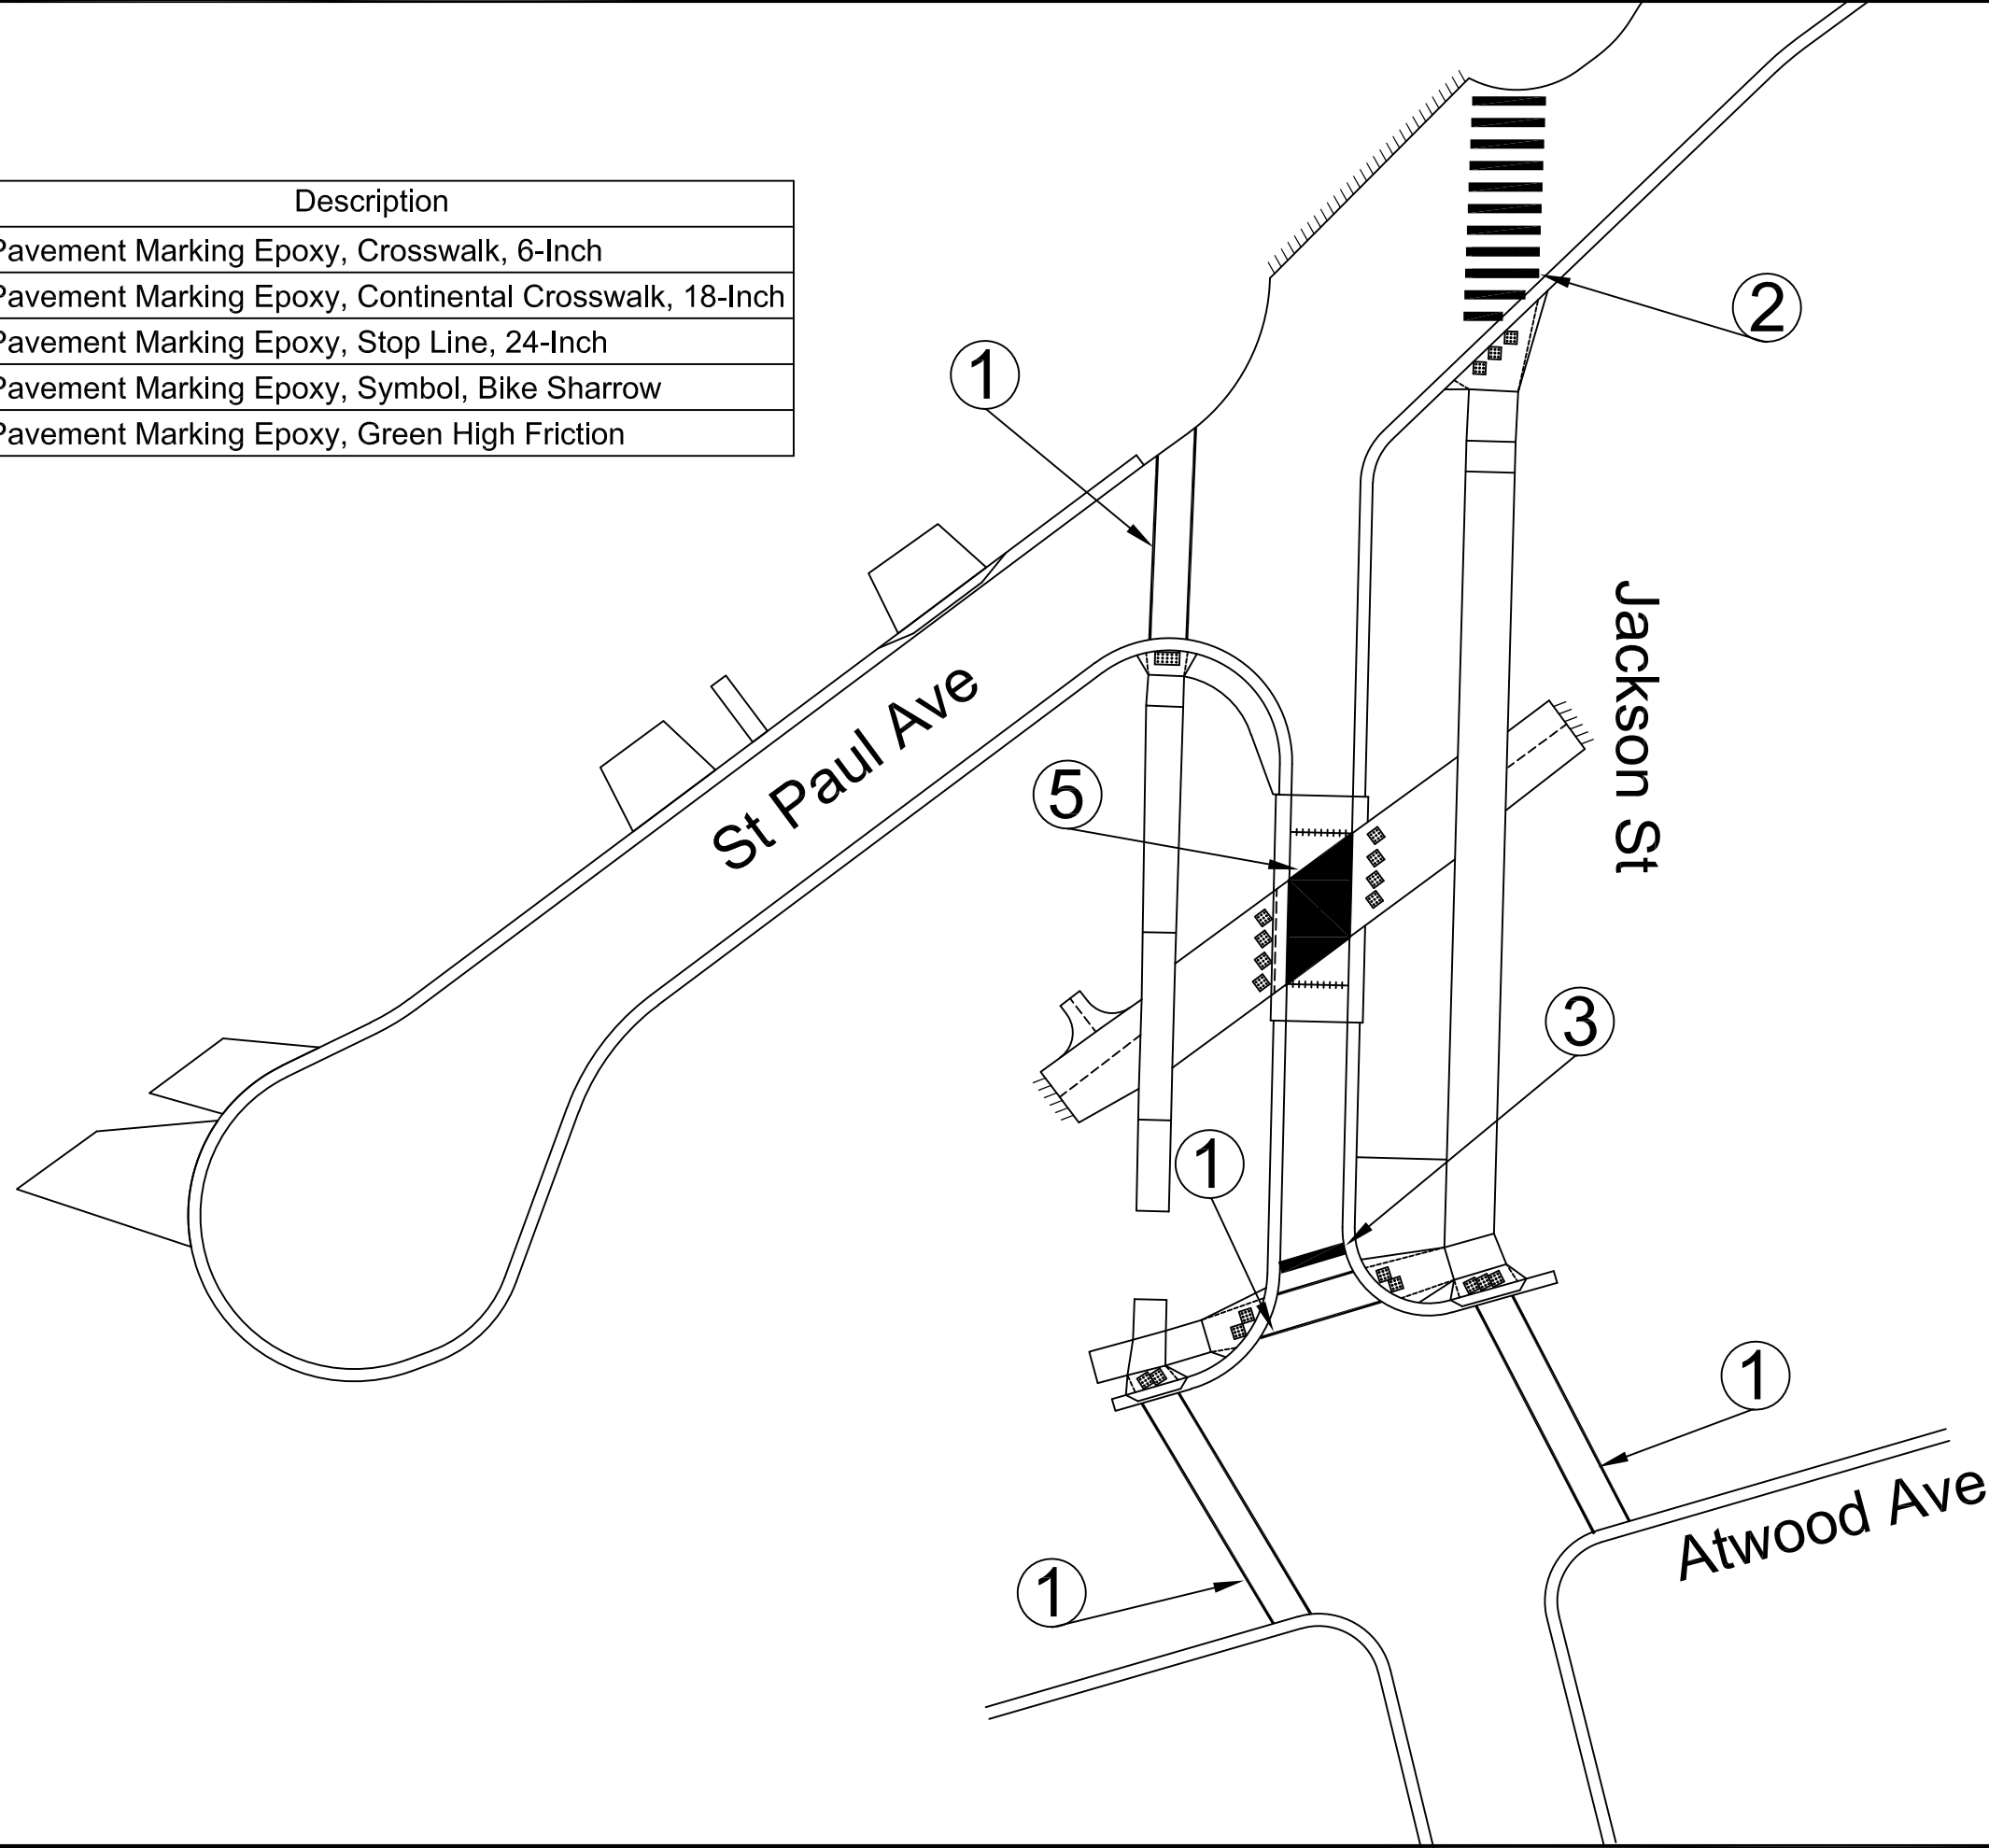 Description
Pavement Marking Epoxy, Crosswalk, 6-Inch
Pavement Marking Epoxy, Continental Crosswalk, 18-Inch
Pavement Marking Epoxy, Stop Line, 24-Inch
Pavement Marking Epoxy, Symbol, Bike Sharrow
Pavement Marking Epoxy, Green High Friction
2
1
Jackson St
St Paul Ave
5
3
1
1
Atwood Ave
1